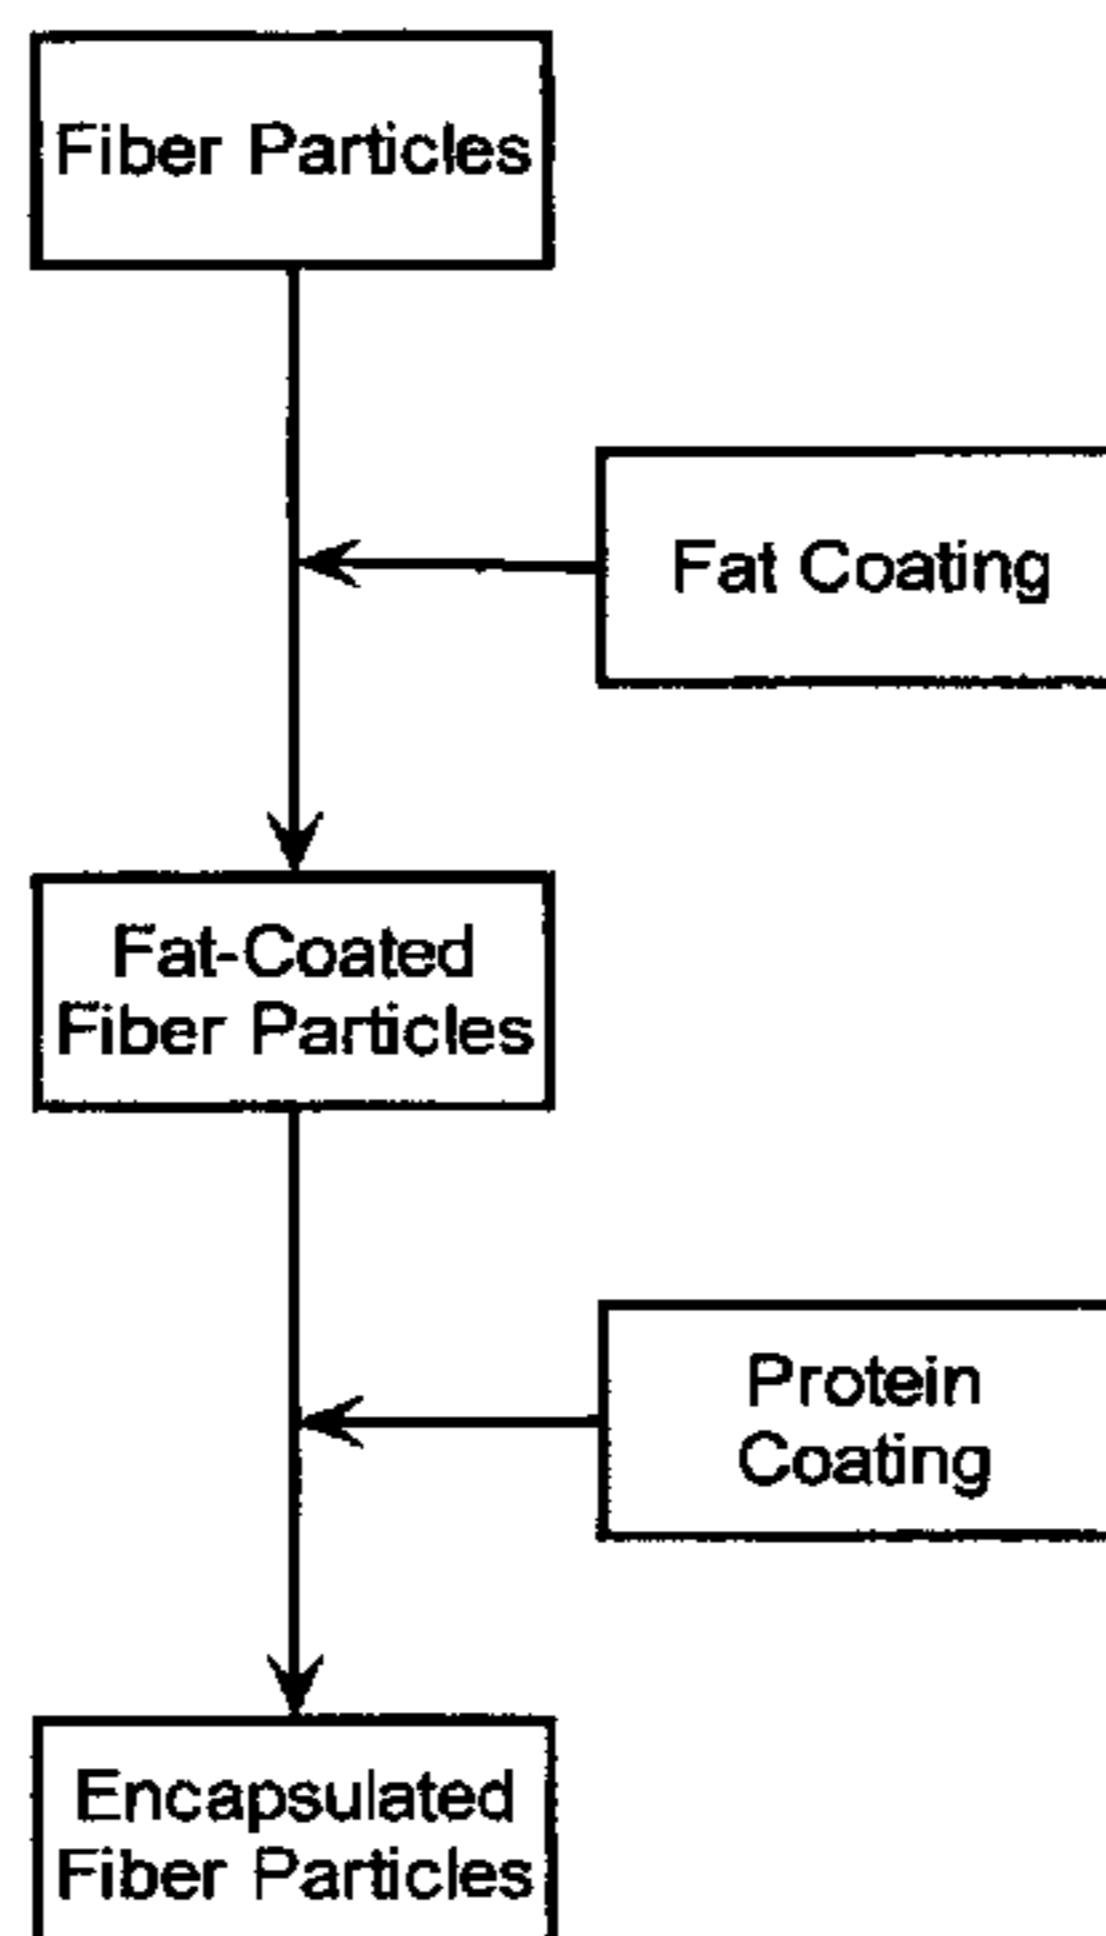 Fiber Particles
Fat Coating
Fat-Coated
Fiber Particles
Protein
Coating
Encapsulated
Fiber Particles